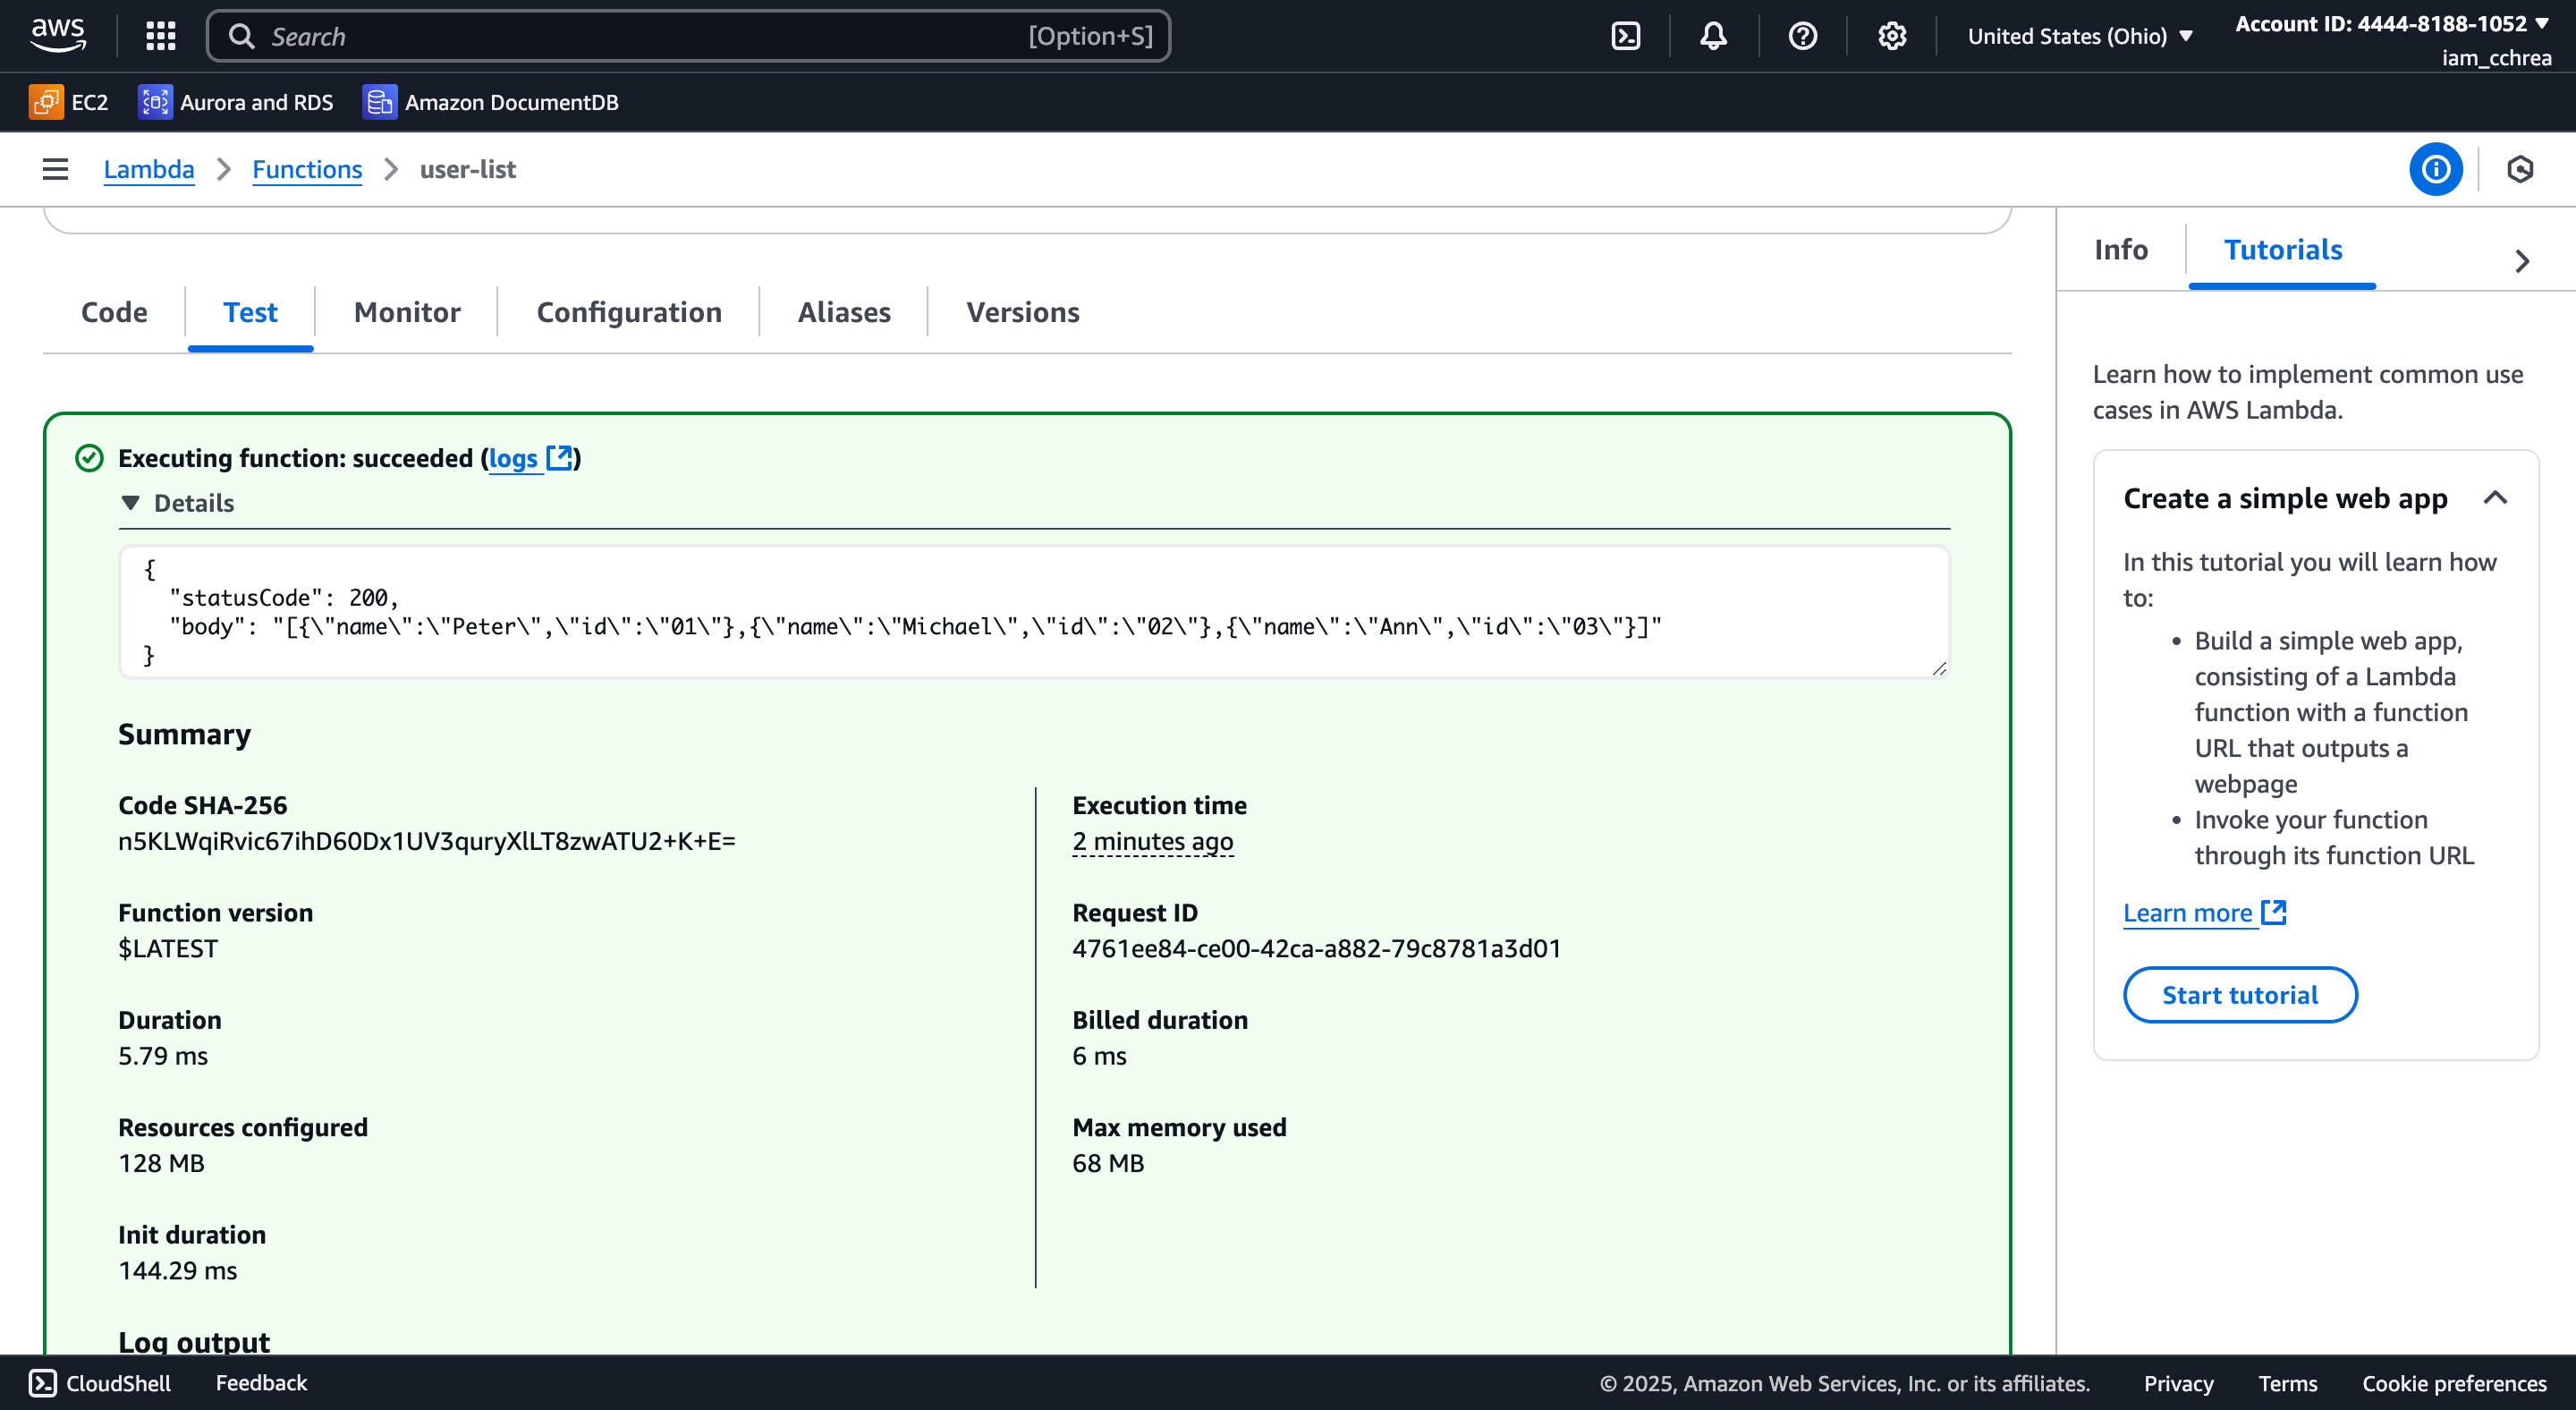 aws
Search
[Option+S]
United States (Ohio)
Account ID: 4444-8188-1052
iam_cchrea
EC2
Aurora and RDS
Amazon DocumentDB
Lambda
Functions
user-list
Code
Test
Monitor
Configuration
Aliases
Versions
Executing function: succeeded (logs)
Details
{
"statusCode": 200,
"body": "[{\"name\":\"Peter\",\"id\":\"01\"},{\"name\":\"Michael\",\"id\":\"02\"},{\"name\":\"Ann\",\"id\":\"03\"}]"
}
Summary
Code SHA-256
n5KLWqiRvic67ihD60Dx1UV3quryXlLT8zwATU2+K+E=
Function version
$LATEST
Duration
5.79 ms
Resources configured
128 MB
Init duration
144.29 ms
Execution time
2 minutes ago
Request ID
4761ee84-ce00-42ca-a882-79c8781a3d01
Billed duration
6 ms
Max memory used
68 MB
Log output
Info
Tutorials
Learn how to implement common use
cases in AWS Lambda.
Create a simple web app
In this tutorial you will learn how
to:
• Build a simple web app,
consisting of a Lambda
function with a function
URL that outputs a
webpage
• Invoke your function
through its function URL
Learn more
Start tutorial
CloudShell
Feedback
© 2025, Amazon Web Services, Inc. or its affiliates.
Privacy
Terms
Cookie preferences